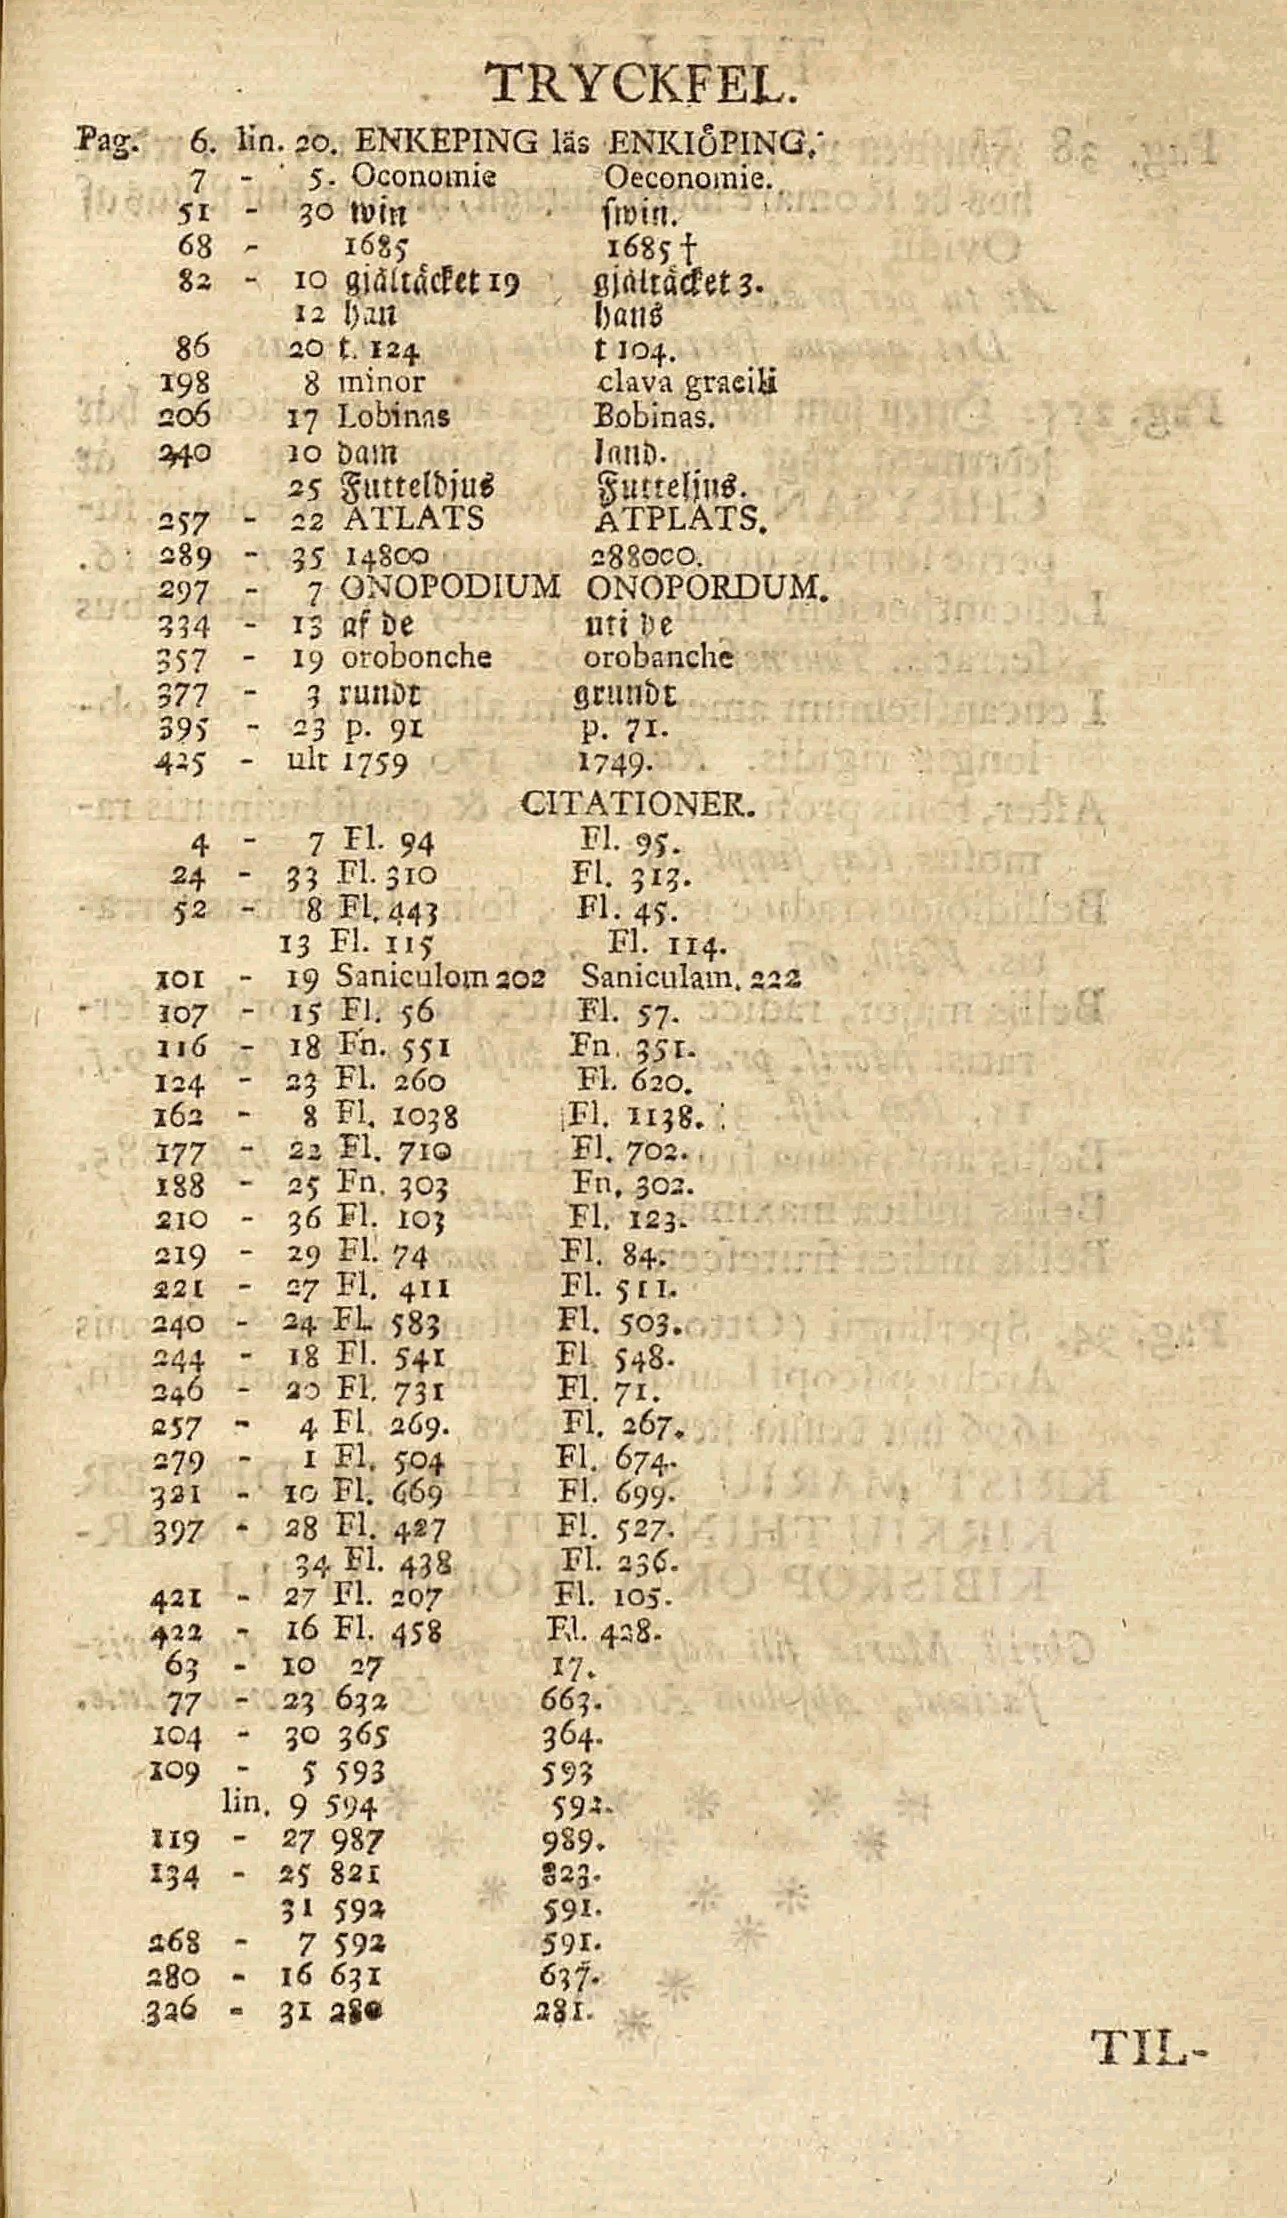 TRYCKFEL.
Pag. 6. lin. 20. ENKEPING läs ENKIÖPING.
7 - 5. Oconomie Oeconomie.
51 - 30 win swin.
68 - 1685 1685 †
82 - 10 gjältäcket 19 gjältäcket 3.
12 han hans
86 20 t. 124 t 104.
198 8 minor clava gracili
206 17 Lobinas Bobinas.
240 10 dam land.
25 Futteldjus Futteljus.
257 - 22 ATLATS ATPLATS.
289 - 35 14800 288000.
297 - 7 ONOPODIUM ONOPORDUM.
334 - 13 af de uti de
357 - 19 orobonche orobanche
377 - 3 rundt grundt
395 - 23 p. 91 p. 71.
425 - ult 1759 1749.
CITATIONER.
4 - 7 Fl. 94 Fl. 95.
24 - 33 Fl. 310 Fl. 313.
52 - 8 Fl. 443 Fl. 45.
13 Fl. 115 Fl. 114.
101 - 19 Saniculom 202 Saniculam. 222
107 - 15 Fl. 56 Fl. 57.
116 - 18 Fn. 551 Fn. 351.
124 - 23 Fl. 260 Fl. 620.
162 - 8 Fl. 1038 Fl. 1138.
177 - 22 Fl. 710 Fl. 702.
188 - 25 Fn. 303 Fn. 302.
210 - 36 Fl. 103 Fl. 123.
219 - 29 Fl. 74 Fl. 84.
221 - 27 Fl. 411 Fl. 511.
240 - 24 Fl. 583 Fl. 503.
244 - 18 Fl. 541 Fl. 548.
246 - 20 Fl. 731 Fl. 71.
257 - 4 Fl. 269. Fl. 267.
279 - 1 Fl. 504 Fl. 674.
321 - 10 Fl. 669 Fl. 699.
397 - 28 Fl. 427 Fl. 527.
34 Fl. 438 Fl. 236.
421 - 27 Fl. 207 Fl. 105.
422 - 16 Fl. 458 Fl. 428.
63 - 10 27 17.
77 - 23 632 663.
104 - 30 365 364.
109 - 5 593 593
lin. 9 594 592.
119 - 27 987 989.
134 - 25 821 823.
31 592 591.
268 - 7 592 591.
280 - 16 631 637.
326 - 31 280 281.
TIL-